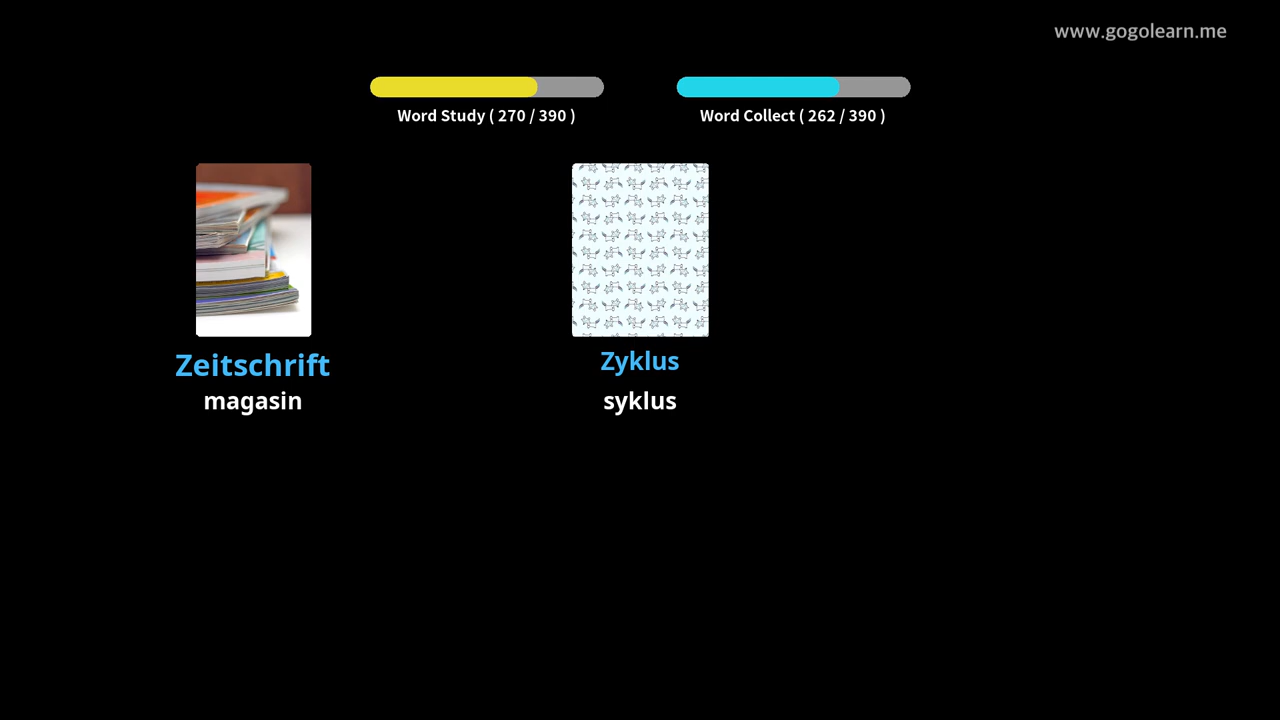 www.gogolearn.me
Word Study ( 270 / 390 )
Word Collect ( 262 / 390 )
Zeitschrift
magasin
Zyklus
syklus